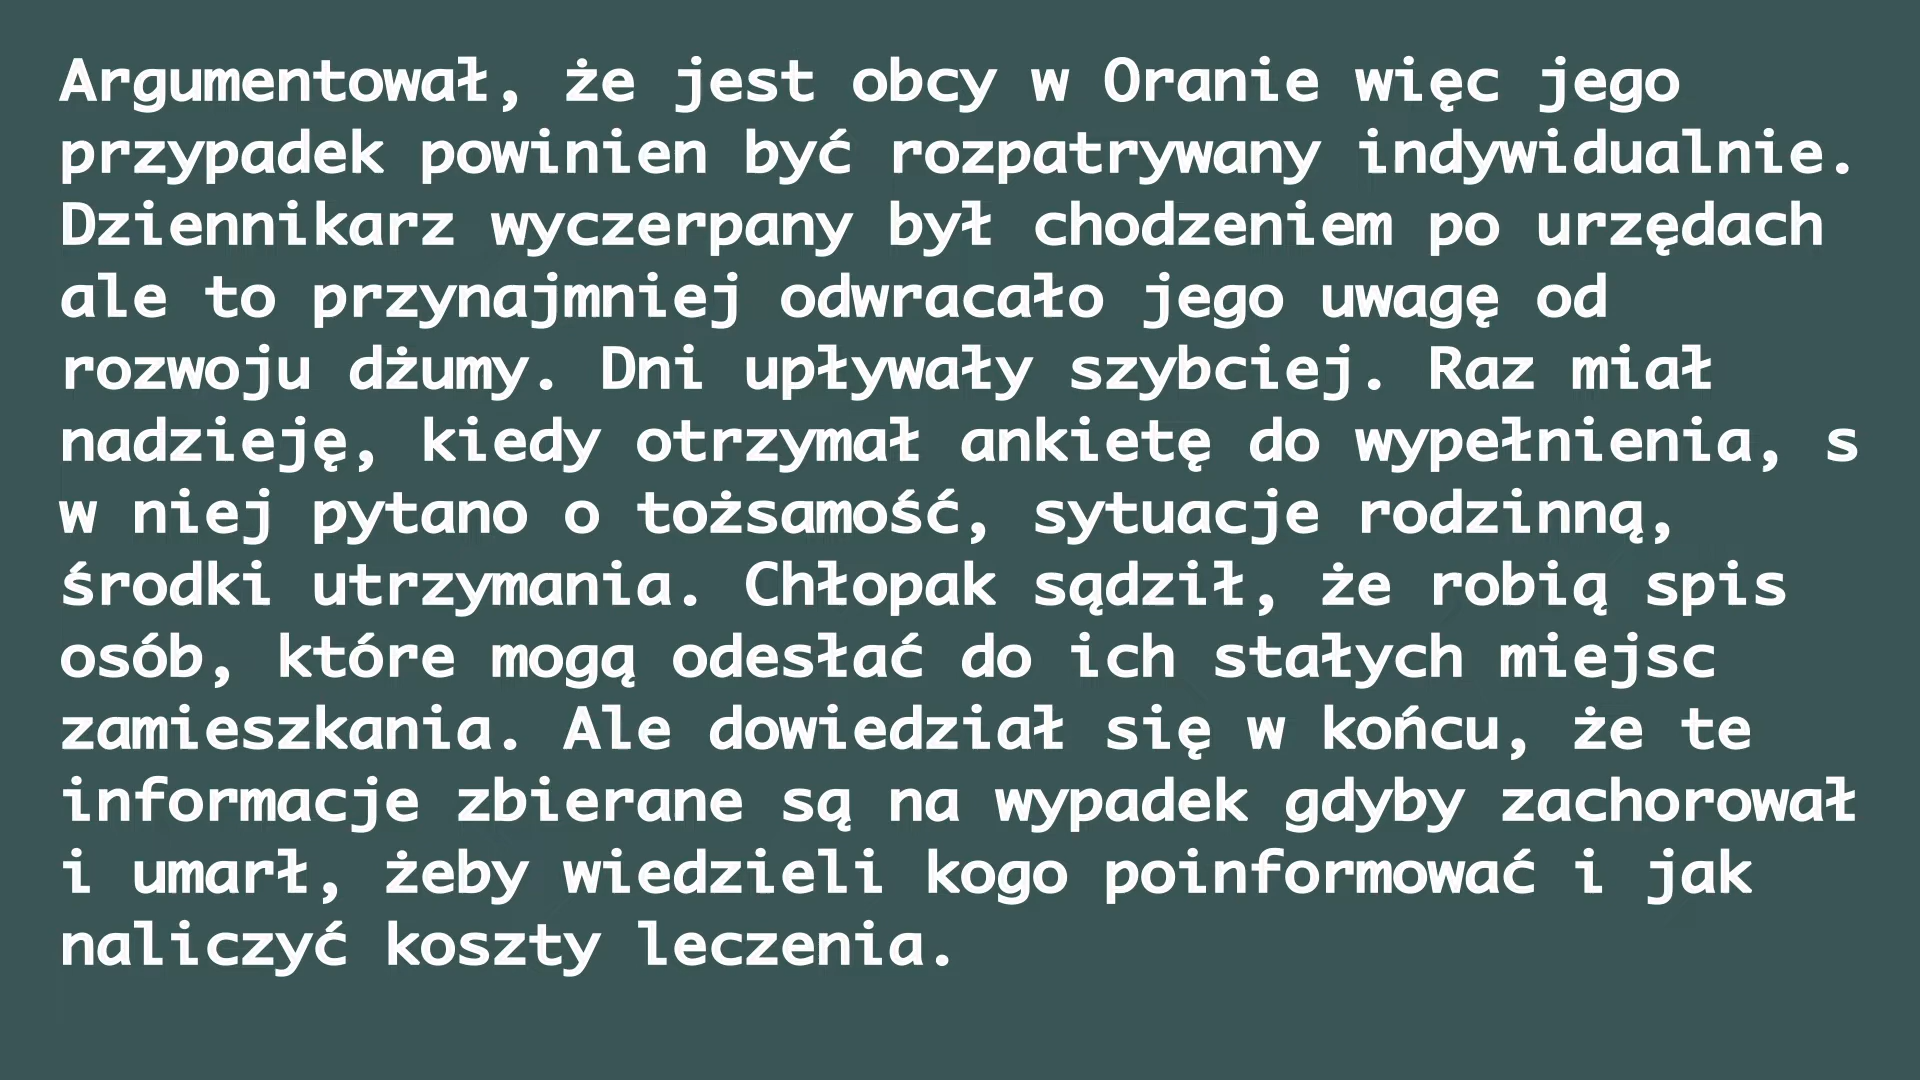 Argumentował, że jest obcy w Oranie więc jego
przypadek powinien być rozpatrywany indywidualnie.
Dziennikarz wyczerpany był chodzeniem po urzędach
ale to przynajmniej odwracało jego uwagę od
rozwoju dżumy. Dni upływały szybciej. Raz miał
nadzieję, kiedy otrzymał ankietę do wypełnienia, s
w niej pytano o tożsamość, sytuacje rodzinną,
środki utrzymania. Chłopak sądził, że robią spis
osób, które mogą odesłać do ich stałych miejsc
zamieszkania. Ale dowiedział się w końcu, że te
informacje zbierane są na wypadek gdyby zachorował
i umarł, żeby wiedzieli kogo poinformować i jak
naliczyć koszty leczenia.